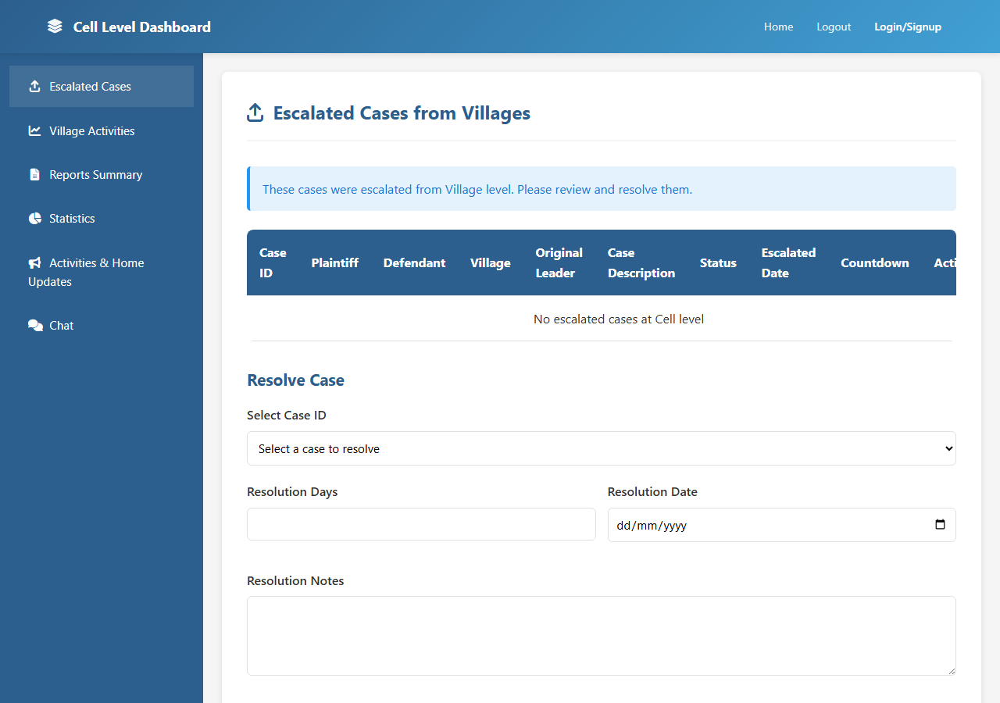 Cell Level Dashboard
Home
Logout
Login/Signup
Escalated Cases
Village Activities
Reports Summary
Statistics
Activities & Home
Updates
Chat
Escalated Cases from Villages
These cases were escalated from Village level. Please review and resolve them.
Case
ID
Plaintiff
Defendant
Village
Original
Leader
Case
Description
Status
Escalated
Date
Countdown
Acti
No escalated cases at Cell level
Resolve Case
Select Case ID
Select a case to resolve
Resolution Days
Resolution Date
dd/mm/yyyy
Resolution Notes